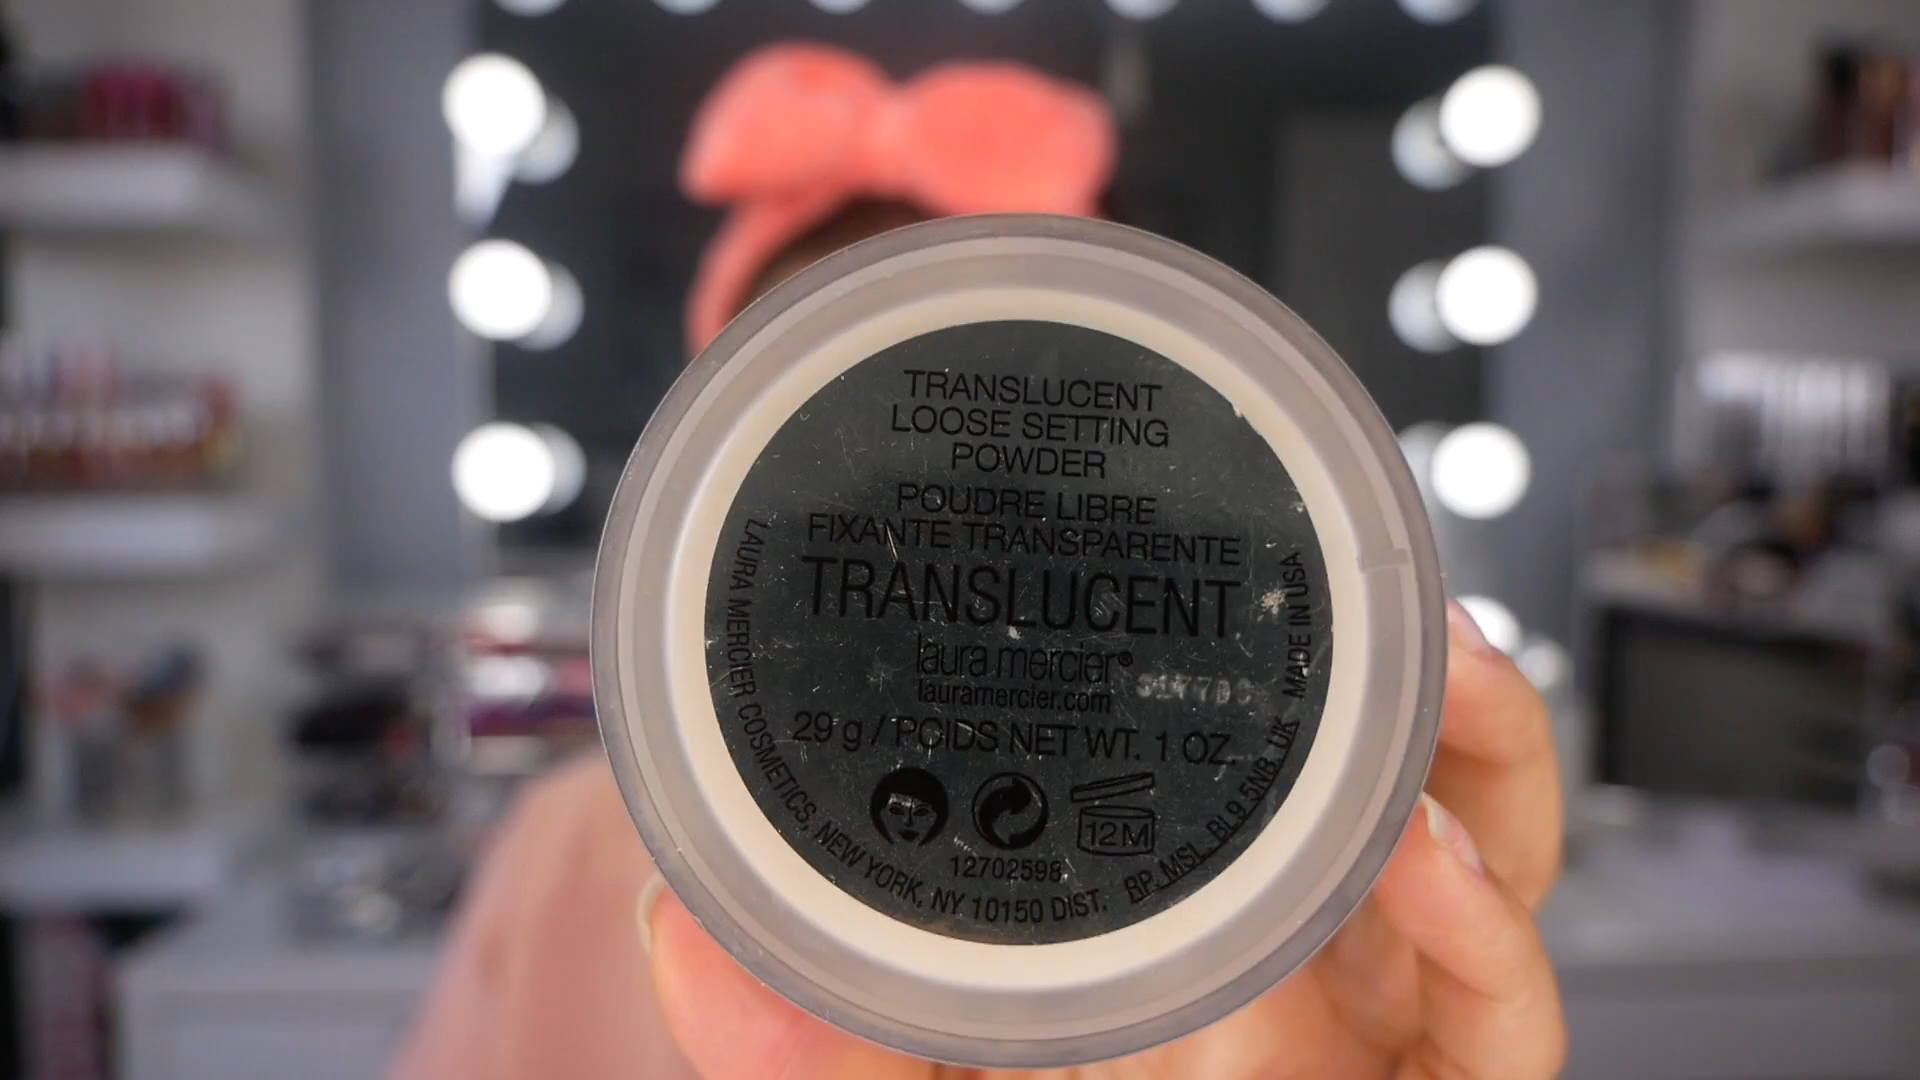 TRANSLUCENT
LOOSE SETTING
POWDER
POUDRE LIBRE
FIXANTE TRANSPARENTE
TRANSLUCENT
laura mercier®
lauramercier.com
29 g / POIDS NET WT. 1 OZ.
12M
12702598
LAURA MERCIER COSMETICS, NEW YORK, NY 10150 DIST. RP. MSL, BL9 5NB. UK MADE IN USA